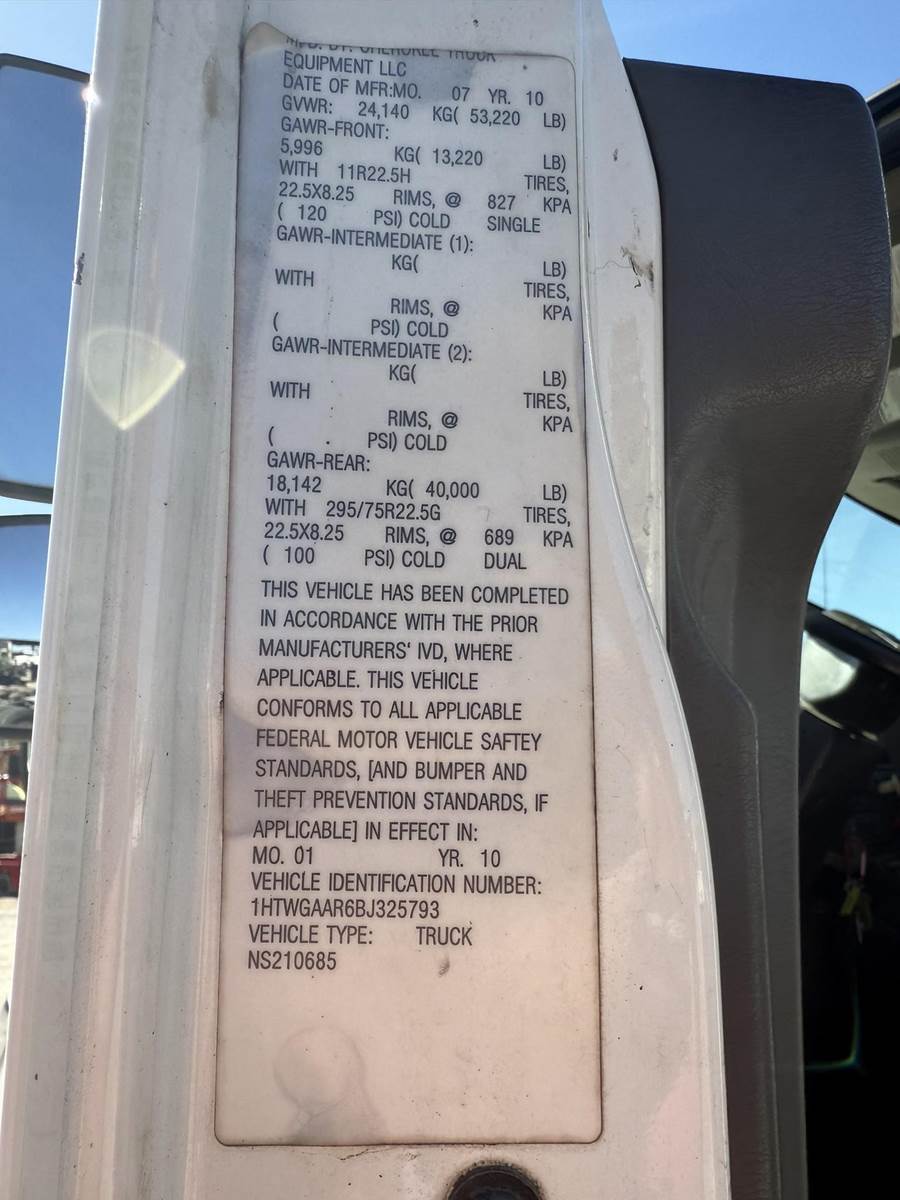 MFD. BY: CHEROKEE TRUCK
EQUIPMENT LLC
DATE OF MFR:MO. 07 YR. 10
GVWR: 24,140 KG( 53,220 LB)
GAWR-FRONT:
5,996 KG( 13,220 LB)
WITH 11R22.5H TIRES,
22.5X8.25 RIMS, @ 827 KPA
( 120 PSI) COLD SINGLE
GAWR-INTERMEDIATE (1):
KG( LB)
WITH TIRES,
RIMS, @ KPA
( PSI) COLD
GAWR-INTERMEDIATE (2):
KG( LB)
WITH TIRES,
RIMS, @ KPA
( PSI) COLD
GAWR-REAR:
18,142 KG( 40,000 LB)
WITH 295/75R22.5G TIRES,
22.5X8.25 RIMS, @ 689 KPA
( 100 PSI) COLD DUAL
THIS VEHICLE HAS BEEN COMPLETED
IN ACCORDANCE WITH THE PRIOR
MANUFACTURERS' IVD, WHERE
APPLICABLE. THIS VEHICLE
CONFORMS TO ALL APPLICABLE
FEDERAL MOTOR VEHICLE SAFTEY
STANDARDS, [AND BUMPER AND
THEFT PREVENTION STANDARDS, IF
APPLICABLE] IN EFFECT IN:
MO. 01 YR. 10
VEHICLE IDENTIFICATION NUMBER:
1HTWGAAR6BJ325793
VEHICLE TYPE: TRUCK
NS210685